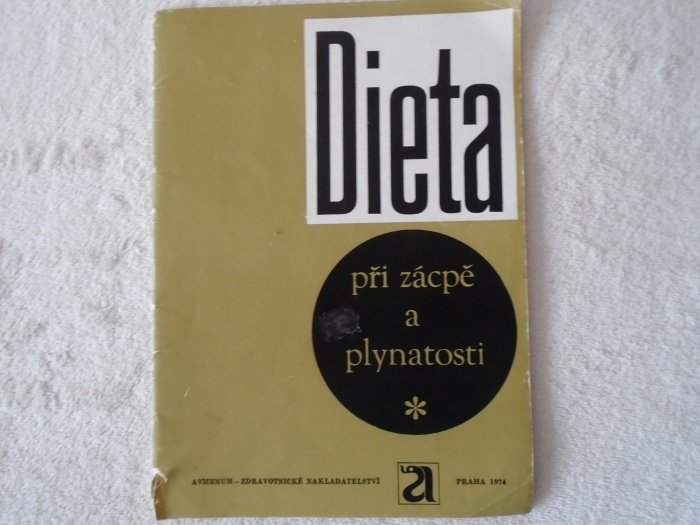 Dieta
při zácpě
a
plynatosti
*
AVICENUM – ZDRAVOTNICKÉ NAKLADATELSTVÍ PRAHA 1974